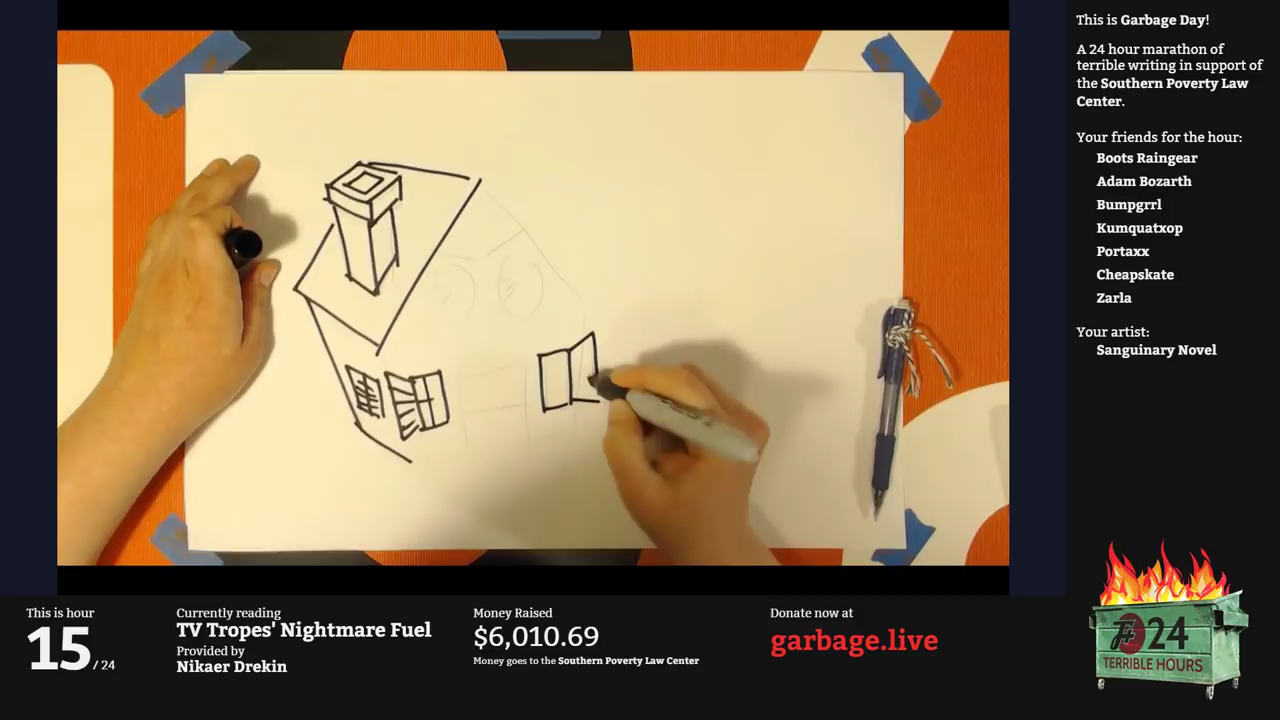 This is Garbage Day!
A 24 hour marathon of
terrible writing in support of
the Southern Poverty Law
Center.
Your friends for the hour:
Boots Raingear
Adam Bozarth
Bumpgrrl
Kumquatxop
Portaxx
Cheapskate
Zarla
Your artist:
Sanguinary Novel
This is hour
15 / 24
Currently reading
TV Tropes' Nightmare Fuel
Provided by
Nikaer Drekin
Money Raised
$6,010.69
Money goes to the Southern Poverty Law Center
Donate now at
garbage.live
F+ 24
TERRIBLE HOURS